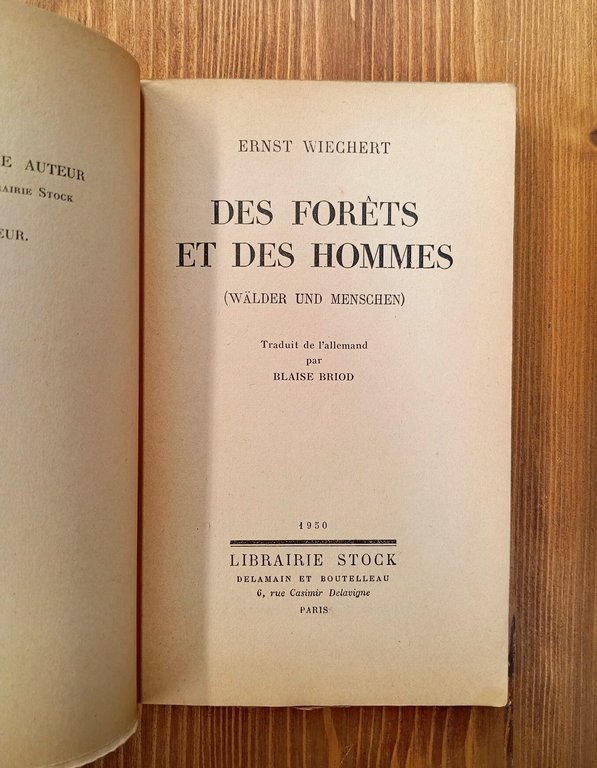 E AUTEUR
AIRIE STOCK
EUR.
ERNST WIECHERT
DES FORÊTS
ET DES HOMMES
(WÄLDER UND MENSCHEN)
Traduit de l'allemand
par
BLAISE BRIOD
1950
LIBRAIRIE STOCK
DELAMAIN ET BOUTELLEAU
6, rue Casimir Delavigne
PARIS